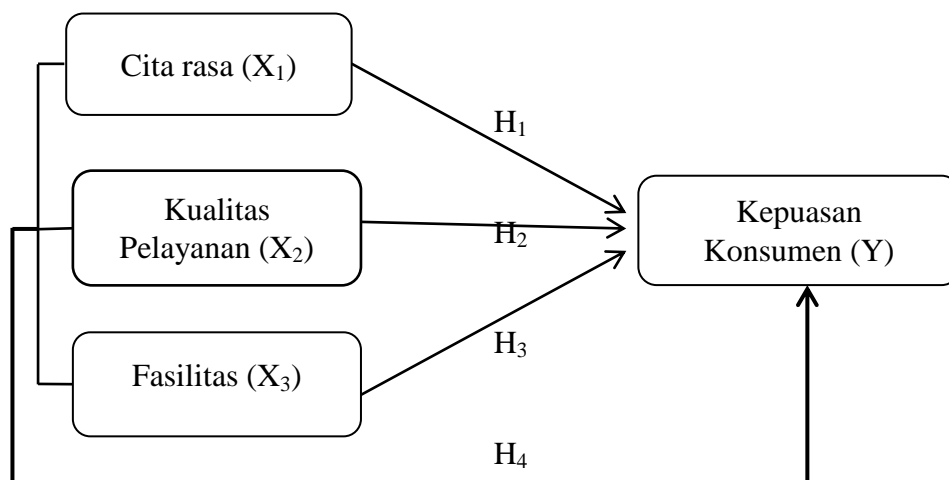 Cita rasa (X₁)
H₁
Kualitas
Pelayanan (X₂)
H₂
Kepuasan
Konsumen (Y)
Fasilitas (X₃)
H₃
H₄